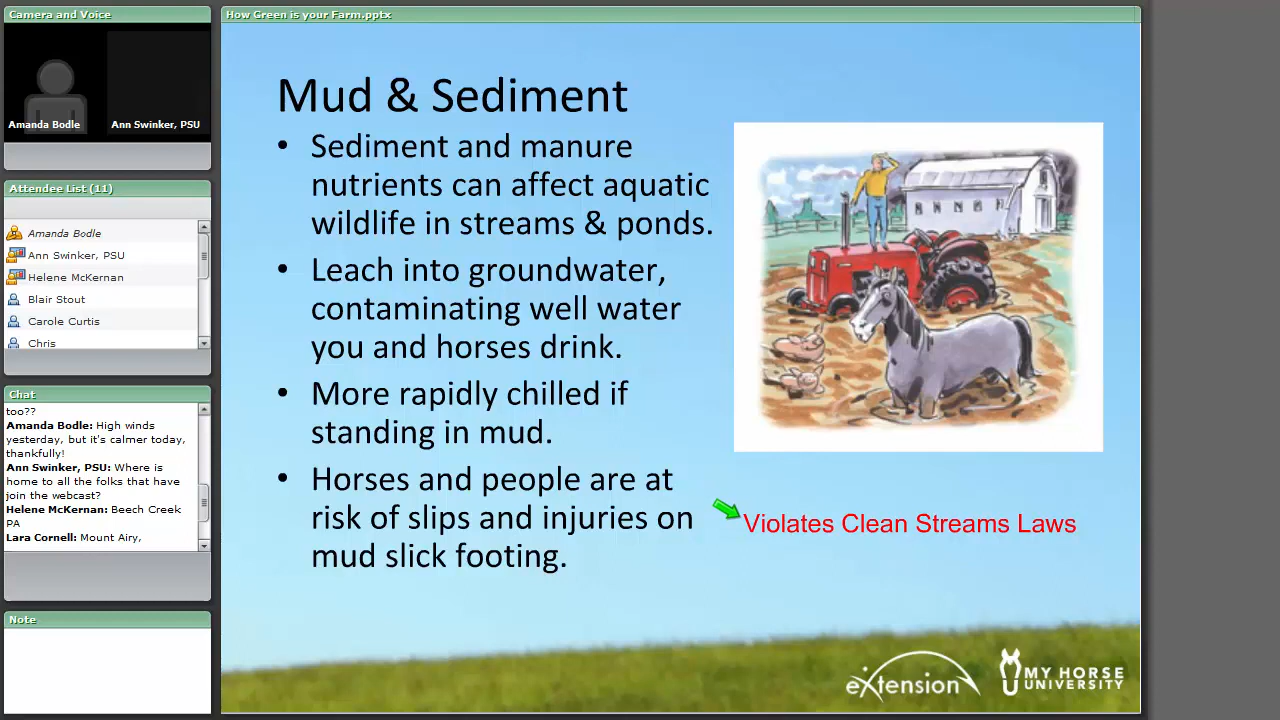 Camera and Voice
Amanda Bodle
Ann Swinker, PSU
Attendee List (11)
Amanda Bodle
Ann Swinker, PSU
Helene McKernan
Blair Stout
Carole Curtis
Chris
Chat
too??
Amanda Bodle: High winds
yesterday, but it's calmer today,
thankfully!
Ann Swinker, PSU: Where is
home to all the folks that have
join the webcast?
Helene McKernan: Beech Creek
PA
Lara Cornell: Mount Airy,
Note
How Green is your Farm.pptx
Mud & Sediment
• Sediment and manure
nutrients can affect aquatic
wildlife in streams & ponds.
• Leach into groundwater,
contaminating well water
you and horses drink.
• More rapidly chilled if
standing in mud.
• Horses and people are at
risk of slips and injuries on
mud slick footing.
Violates Clean Streams Laws
eXtension
MY HORSE
UNIVERSITY